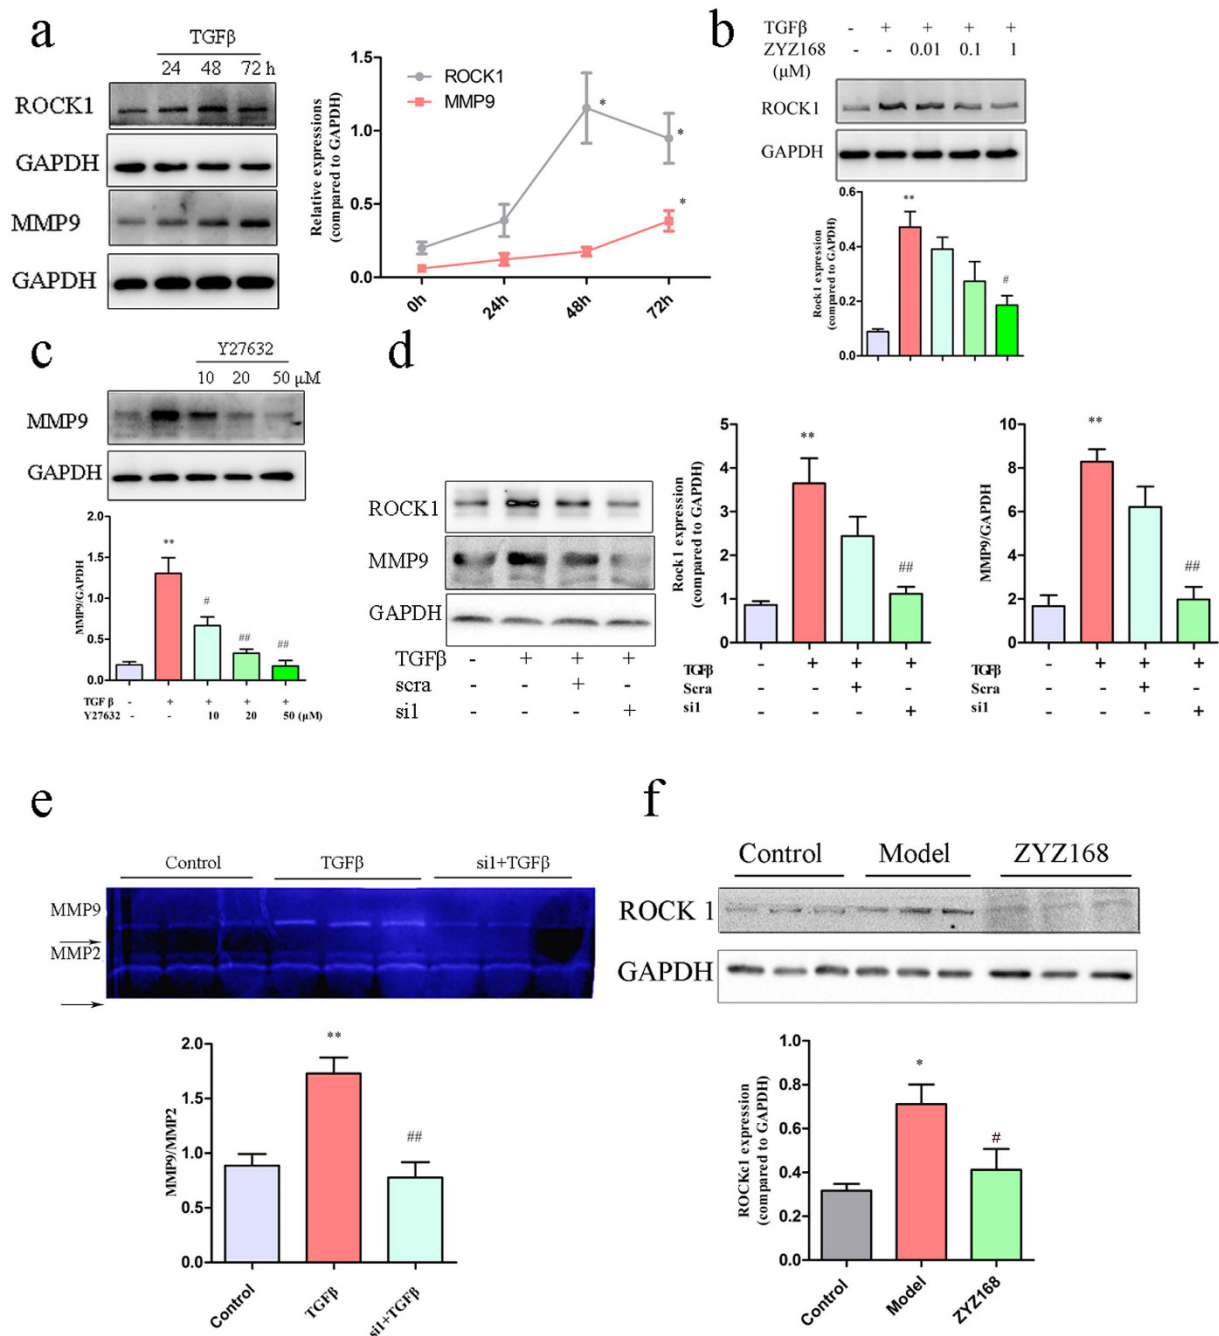 a
TGFβ
24 48 72 h
ROCK1
GAPDH
MMP9
GAPDH
Relative expressions
(compared to GAPDH)
1.5
1.0
0.5
0.0
ROCK1
MMP9
*
*
*
0h 24h 48h 72h
b
TGFβ - + + + +
ZYZ168 - - 0.01 0.1 1
(μM)
ROCK1
GAPDH
Rock1 expression
(compared to GAPDH)
0.6
0.4
0.2
0.0
**
#
c
Y27632
10 20 50 μM
MMP9
GAPDH
MMP9/GAPDH
2.0
1.5
1.0
0.5
0.0
**
#
##
##
TGF β - + + + +
Y27632 - - 10 20 50 (μM)
d
ROCK1
MMP9
GAPDH
TGFβ - + + +
scra - - + -
si1 - - - +
Rock1 expression
(compared to GAPDH)
5
4
3
2
1
0
**
##
TGFβ - + + +
Scra - - + -
si1 - - - +
MMP9/GAPDH
10
8
6
4
2
0
**
##
TGFβ - + + +
Scra - - + -
si1 - - - +
e
Control TGFβ si1+TGFβ
MMP9
MMP2
MMP9/MMP2
2.0
1.5
1.0
0.5
0.0
**
##
Control TGFβ si1+TGFβ
f
Control Model ZYZ168
ROCK 1
GAPDH
ROCKc1 expression
(compared to GAPDH)
1.0
0.8
0.6
0.4
0.2
0.0
*
#
Control Model ZYZ168